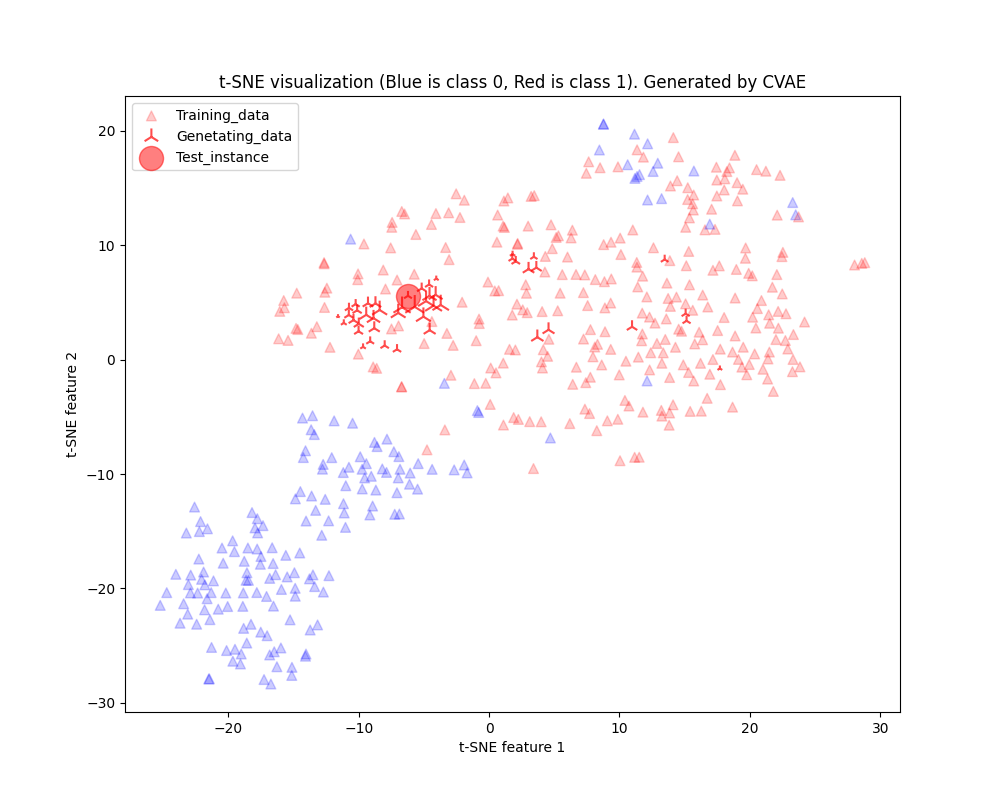 t-SNE visualization (Blue is class 0, Red is class 1). Generated by CVAE
Training_data
Genetating_data
Test_instance
20
10
0
−10
−20
−30
t-SNE feature 2
−20
−10
0
10
20
30
t-SNE feature 1